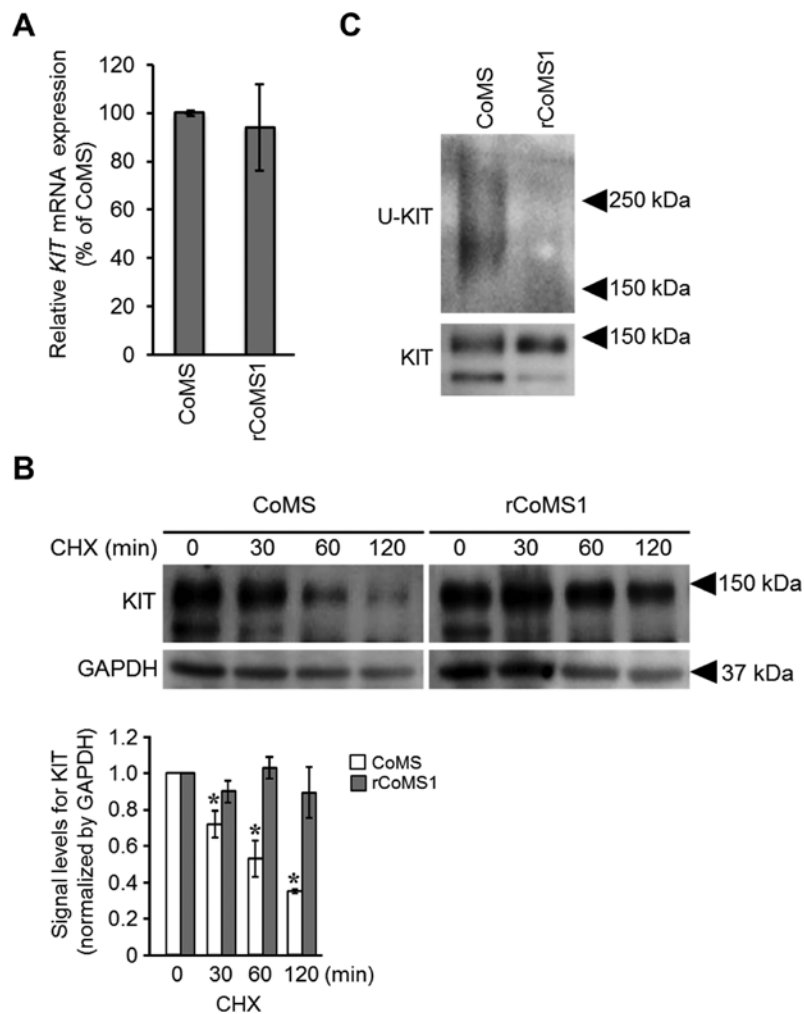 A
120
100
80
60
40
20
0
Relative KIT mRNA expression
(% of CoMS)
CoMS
rCoMS1
C
CoMS
rCoMS1
U-KIT
250 kDa
150 kDa
KIT
150 kDa
B
CoMS
rCoMS1
CHX (min)
0
30
60
120
0
30
60
120
KIT
150 kDa
GAPDH
37 kDa
Signal levels for KIT
(normalized by GAPDH)
1.2
1.0
0.8
0.6
0.4
0.2
0
*
*
*
CoMS
rCoMS1
0
30
60
120
(min)
CHX